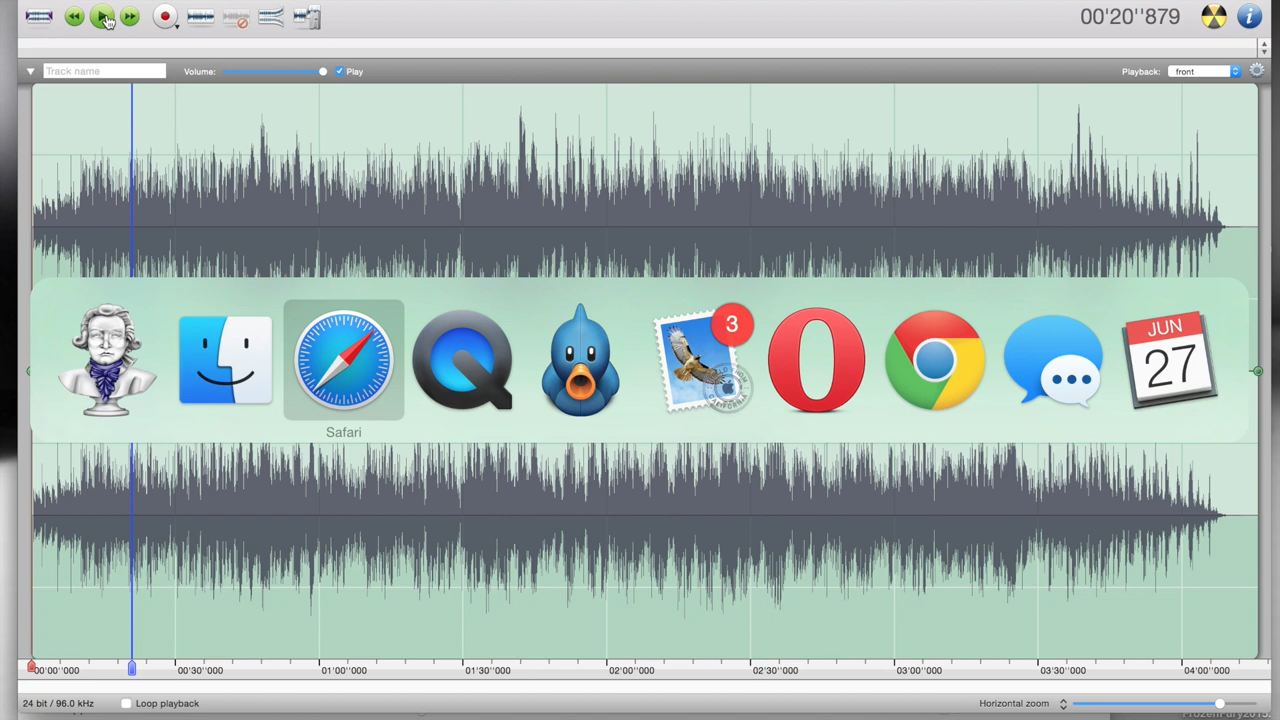 00'20''879
Track name
Volume:
Play
Playback:
front
3
JUN
27
Safari
00'00''000 00'30''000 01'00''000 01'30''000 02'00''000 02'30''000 03'00''000 03'30''000 04'00''000
24 bit / 96.0 kHz
Loop playback
Horizontal zoom